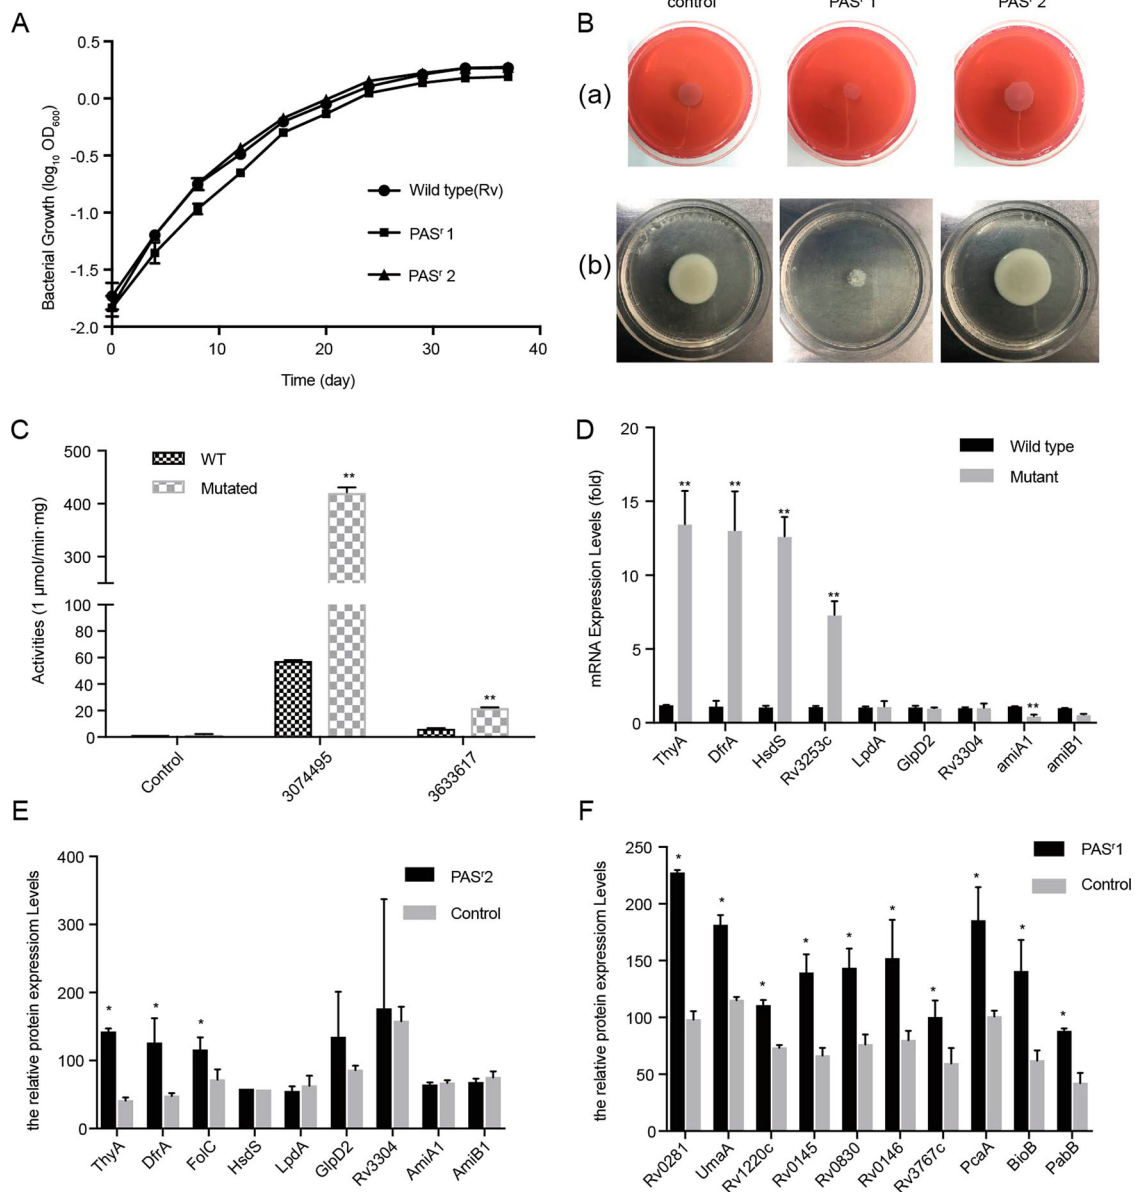 A
Bacterial Growth (log₁₀ OD₆₀₀)
0.5
0.0
-0.5
-1.0
-1.5
-2.0
0
10
20
30
40
Time (day)
Wild type(Rv)
PASʳ 1
PASʳ 2
B
control
PASʳ 1
PASʳ 2
(a)
(b)
C
Activities (1 μmol/min·mg)
500
400
300
100
80
60
40
20
0
WT
Mutated
**
**
Control
3074495
3633617
D
mRNA Expression Levels (fold)
20
15
10
5
0
Wild type
Mutant
**
**
**
**
**
ThyA
DfrA
HsdS
Rv3253c
LpdA
GlpD2
Rv3304
amiA1
amiB1
E
the relative protein expressiom Levels
400
300
200
100
0
PASʳ2
Control
*
*
*
ThyA
DfrA
FolC
HsdS
LpdA
GlpD2
Rv3304
AmiA1
AmiB1
F
the relative protein expressiom Levels
250
200
150
100
50
0
PASʳ1
Control
*
*
*
*
*
*
*
*
*
*
Rv0281
UmaA
Rv1220c
Rv0145
Rv0830
Rv0146
Rv3767c
PcaA
BioB
PabB